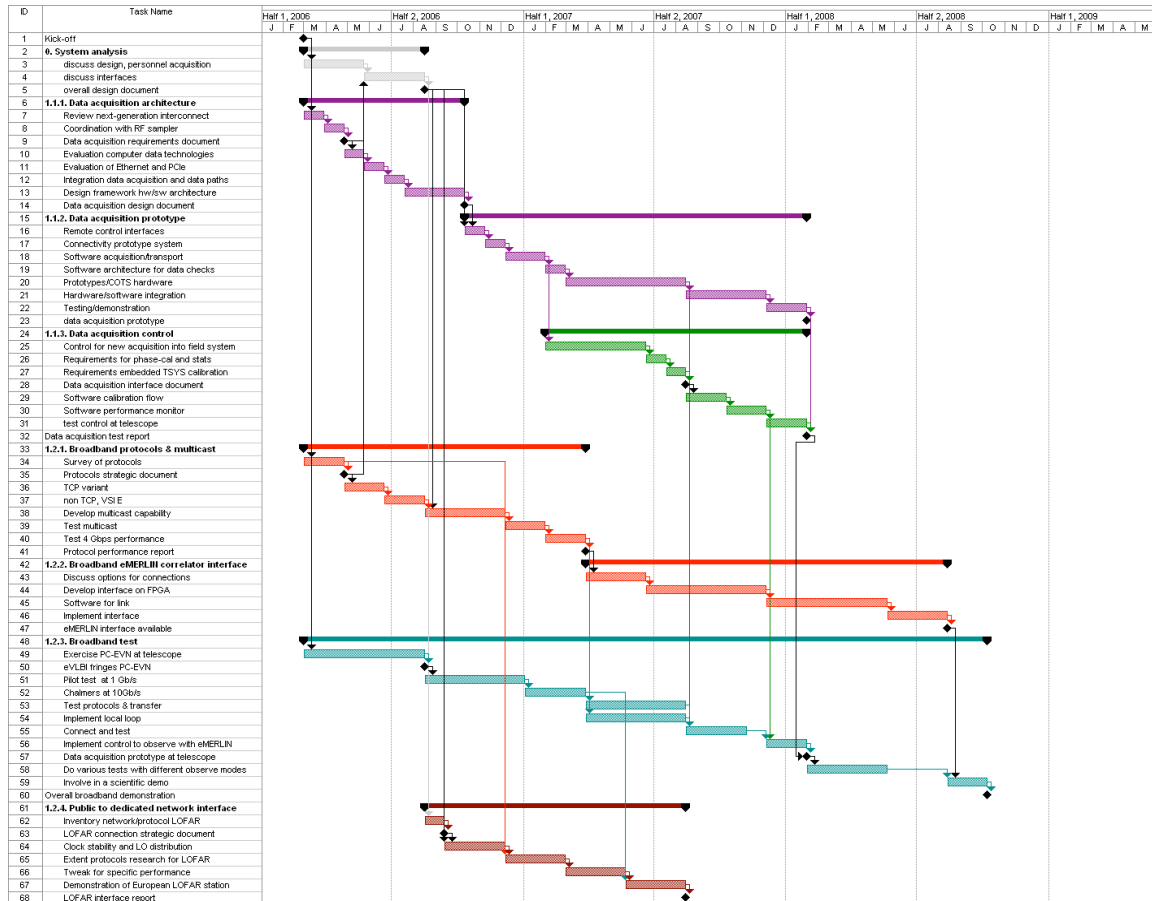 ID Task Name Half 1, 2006 Half 2, 2006 Half 1, 2007 Half 2, 2007 Half 1, 2008 Half 2, 2008 Half 1, 2009
J F M A M J J A S O N D J F M A M J J A S O N D J F M A M J J A S O N D J F M A M
1 Kick-off
2 0. System analysis
3 discuss design, personnel acquisition
4 discuss interfaces
5 overall design document
6 1.1.1. Data acquisition architecture
7 Review next-generation interconnect
8 Coordination with RF sampler
9 Data acquisition requirements document
10 Evaluation computer data technologies
11 Evaluation of Ethernet and PCIe
12 Integration data acquisition and data paths
13 Design framework hw/sw architecture
14 Data acquisition design document
15 1.1.2. Data acquisition prototype
16 Remote control interfaces
17 Connectivity prototype system
18 Software acquisition/transport
19 Software architecture for data checks
20 Prototypes/COTS hardware
21 Hardware/software integration
22 Testing/demonstration
23 data acquisition prototype
24 1.1.3. Data acquisition control
25 Control for new acquisition into field system
26 Requirements for phase-cal and stats
27 Requirements embedded TSYS calibration
28 Data acquisition interface document
29 Software calibration flow
30 Software performance monitor
31 test control at telescope
32 Data acquisition test report
33 1.2.1. Broadband protocols & multicast
34 Survey of protocols
35 Protocols strategic document
36 TCP variant
37 non TCP, VSI E
38 Develop multicast capability
39 Test multicast
40 Test 4 Gbps performance
41 Protocol performance report
42 1.2.2. Broadband eMERLIN correlator interface
43 Discuss options for connections
44 Develop interface on FPGA
45 Software for link
46 Implement interface
47 eMERLIN interface available
48 1.2.3. Broadband test
49 Exercise PC-EVN at telescope
50 eVLBI fringes PC-EVN
51 Pilot test at 1 Gb/s
52 Chalmers at 10Gb/s
53 Test protocols & transfer
54 Implement local loop
55 Connect and test
56 Implement control to observe with eMERLIN
57 Data acquisition prototype at telescope
58 Do various tests with different observe modes
59 Involve in a scientific demo
60 Overall broadband demonstration
61 1.2.4. Public to dedicated network interface
62 Inventory network/protocol LOFAR
63 LOFAR connection strategic document
64 Clock stability and LO distribution
65 Extent protocols research for LOFAR
66 Tweak for specific performance
67 Demonstration of European LOFAR station
68 LOFAR interface report